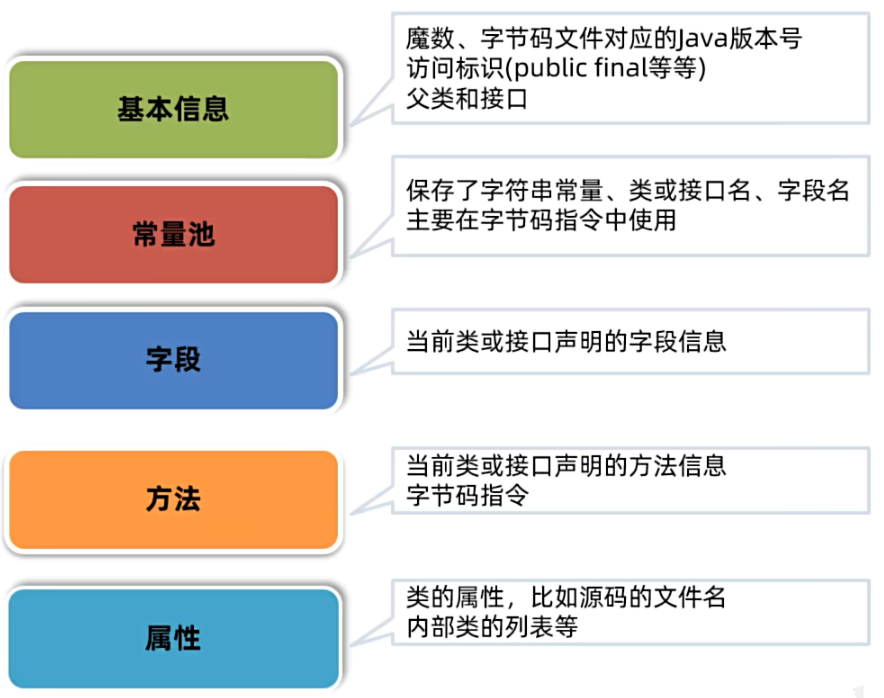 基本信息
魔数、字节码文件对应的Java版本号
访问标识(public final等等)
父类和接口
常量池
保存了字符串常量、类或接口名、字段名
主要在字节码指令中使用
字段
当前类或接口声明的字段信息
方法
当前类或接口声明的方法信息
字节码指令
属性
类的属性，比如源码的文件名
内部类的列表等